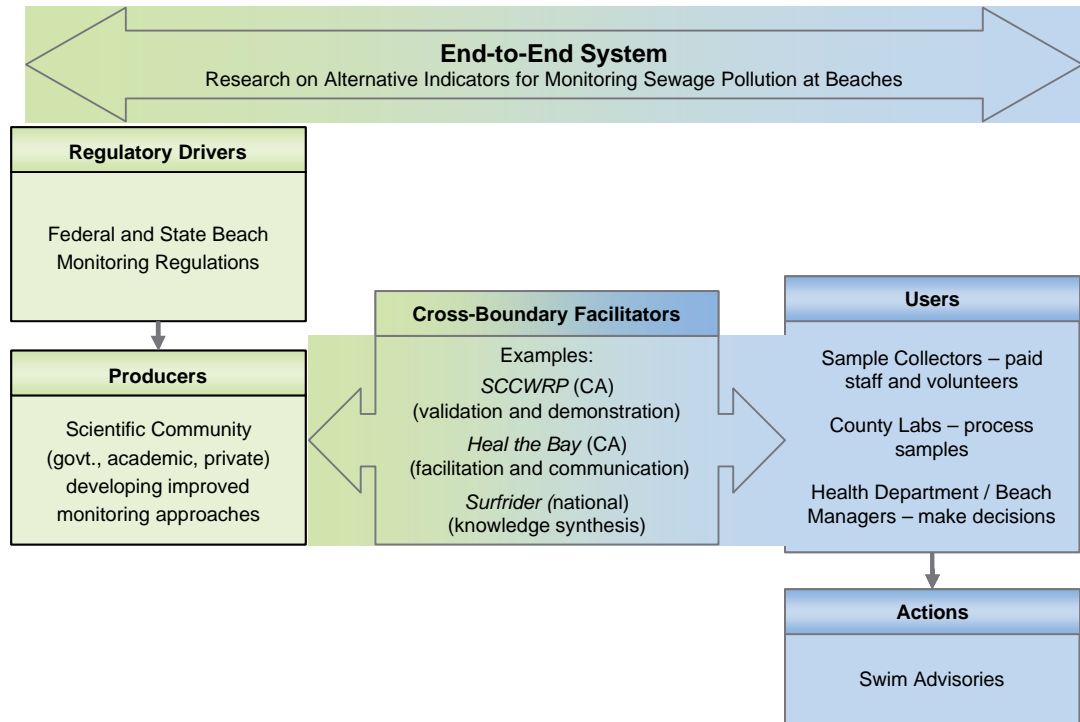 End-to-End System
Research on Alternative Indicators for Monitoring Sewage Pollution at Beaches
Regulatory Drivers
Federal and State Beach
Monitoring Regulations
Producers
Scientific Community
(govt., academic, private)
developing improved
monitoring approaches
Cross-Boundary Facilitators
Examples:
SCCWRP (CA)
(validation and demonstration)
Heal the Bay (CA)
(facilitation and communication)
Surfrider (national)
(knowledge synthesis)
Users
Sample Collectors – paid
staff and volunteers
County Labs – process
samples
Health Department / Beach
Managers – make decisions
Actions
Swim Advisories